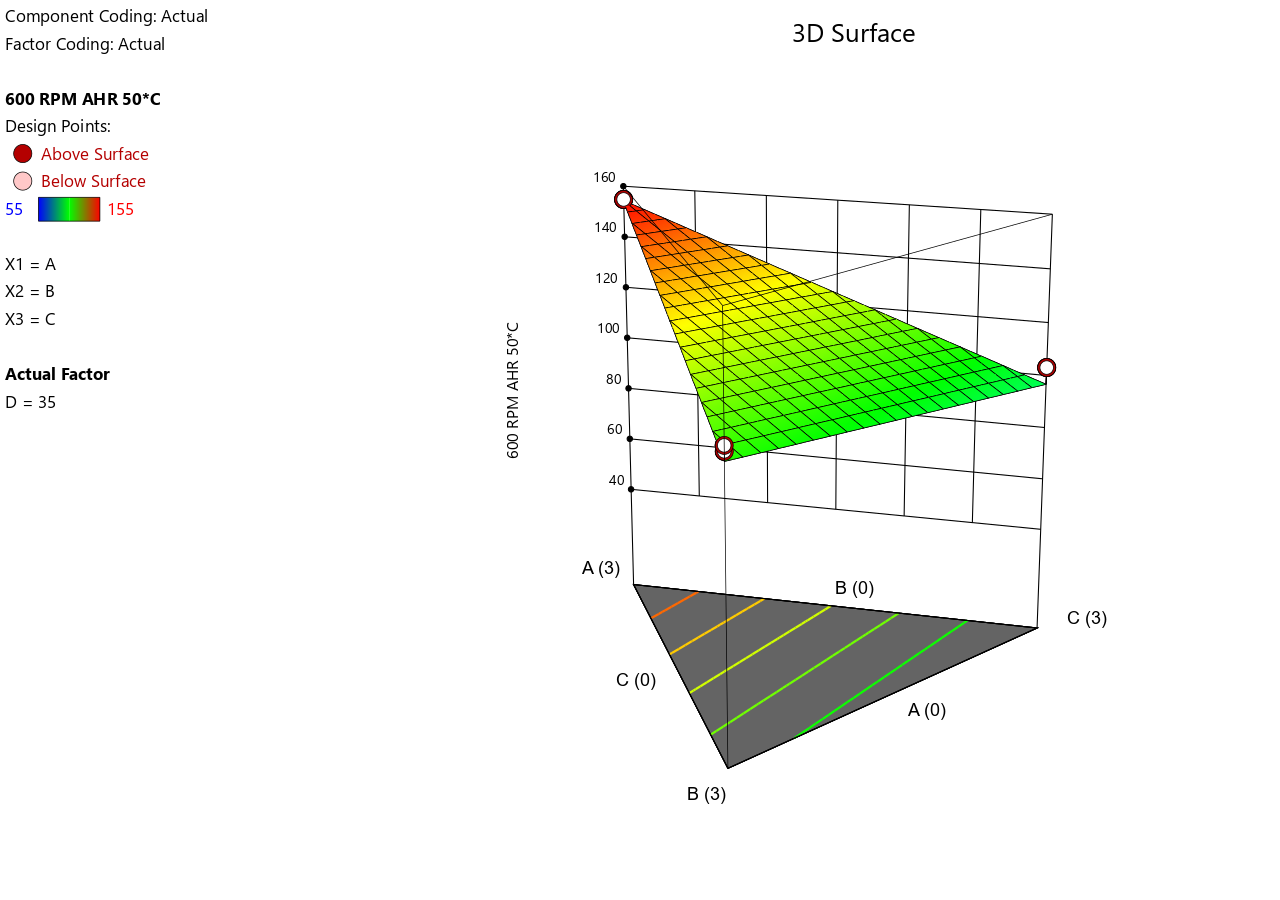 Component Coding: Actual
Factor Coding: Actual
600 RPM AHR 50*C
Design Points:
Above Surface
Below Surface
55 155
X1 = A
X2 = B
X3 = C
Actual Factor
D = 35
3D Surface
160
140
120
100
80
60
40
600 RPM AHR 50*C
A (3)
B (0)
C (3)
C (0)
A (0)
B (3)